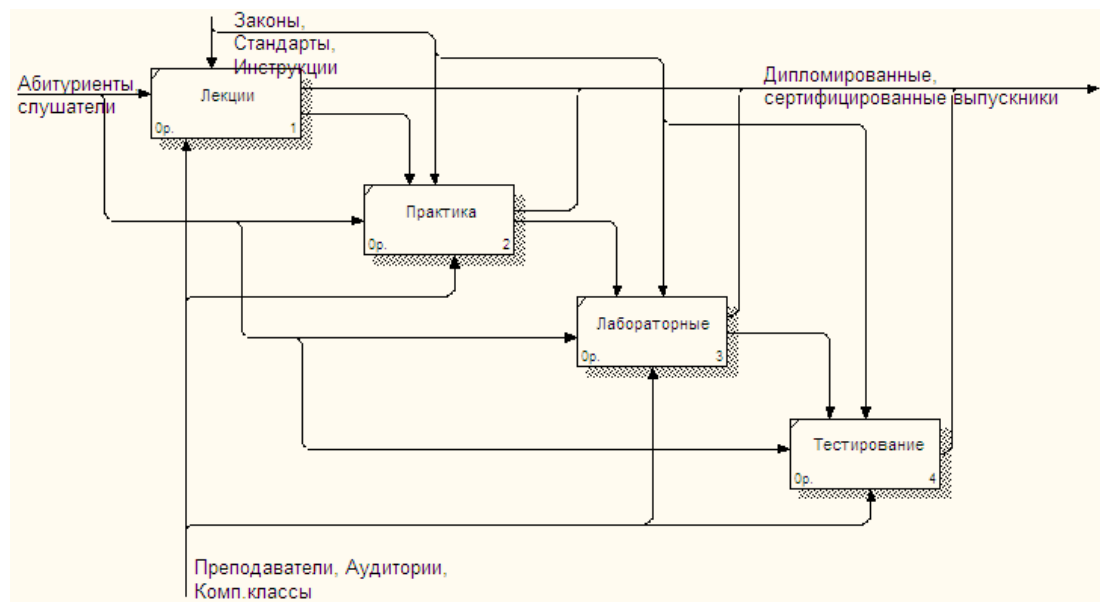 Законы,
Стандарты,
Инструкции
Абитуриенты,
слушатели
Дипломированные,
сертифицированные выпускники
Лекции
0р. 1
Практика
0р. 2
Лабораторные
0р. 3
Тестирование
0р. 4
Преподаватели, Аудитории,
Комп.классы